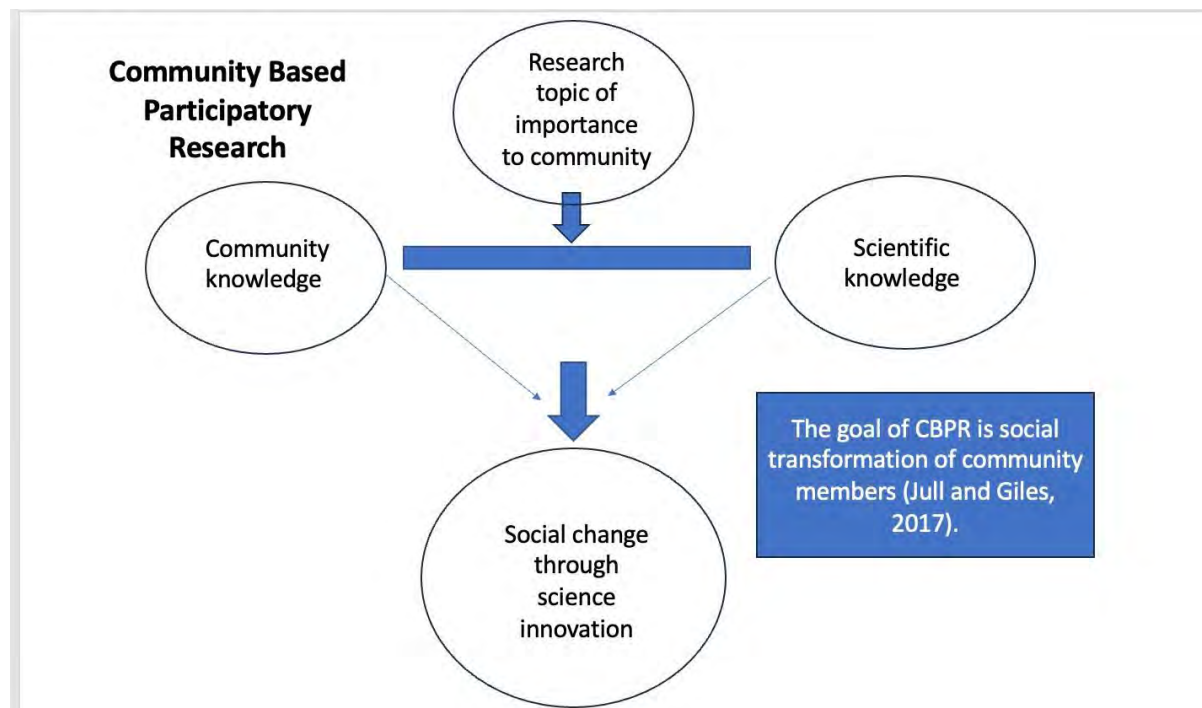 Community Based
Participatory
Research
Research
topic of
importance
to community
Community
knowledge
Scientific
knowledge
The goal of CBPR is social
transformation of community
members (Jull and Giles,
2017).
Social change
through
science
innovation